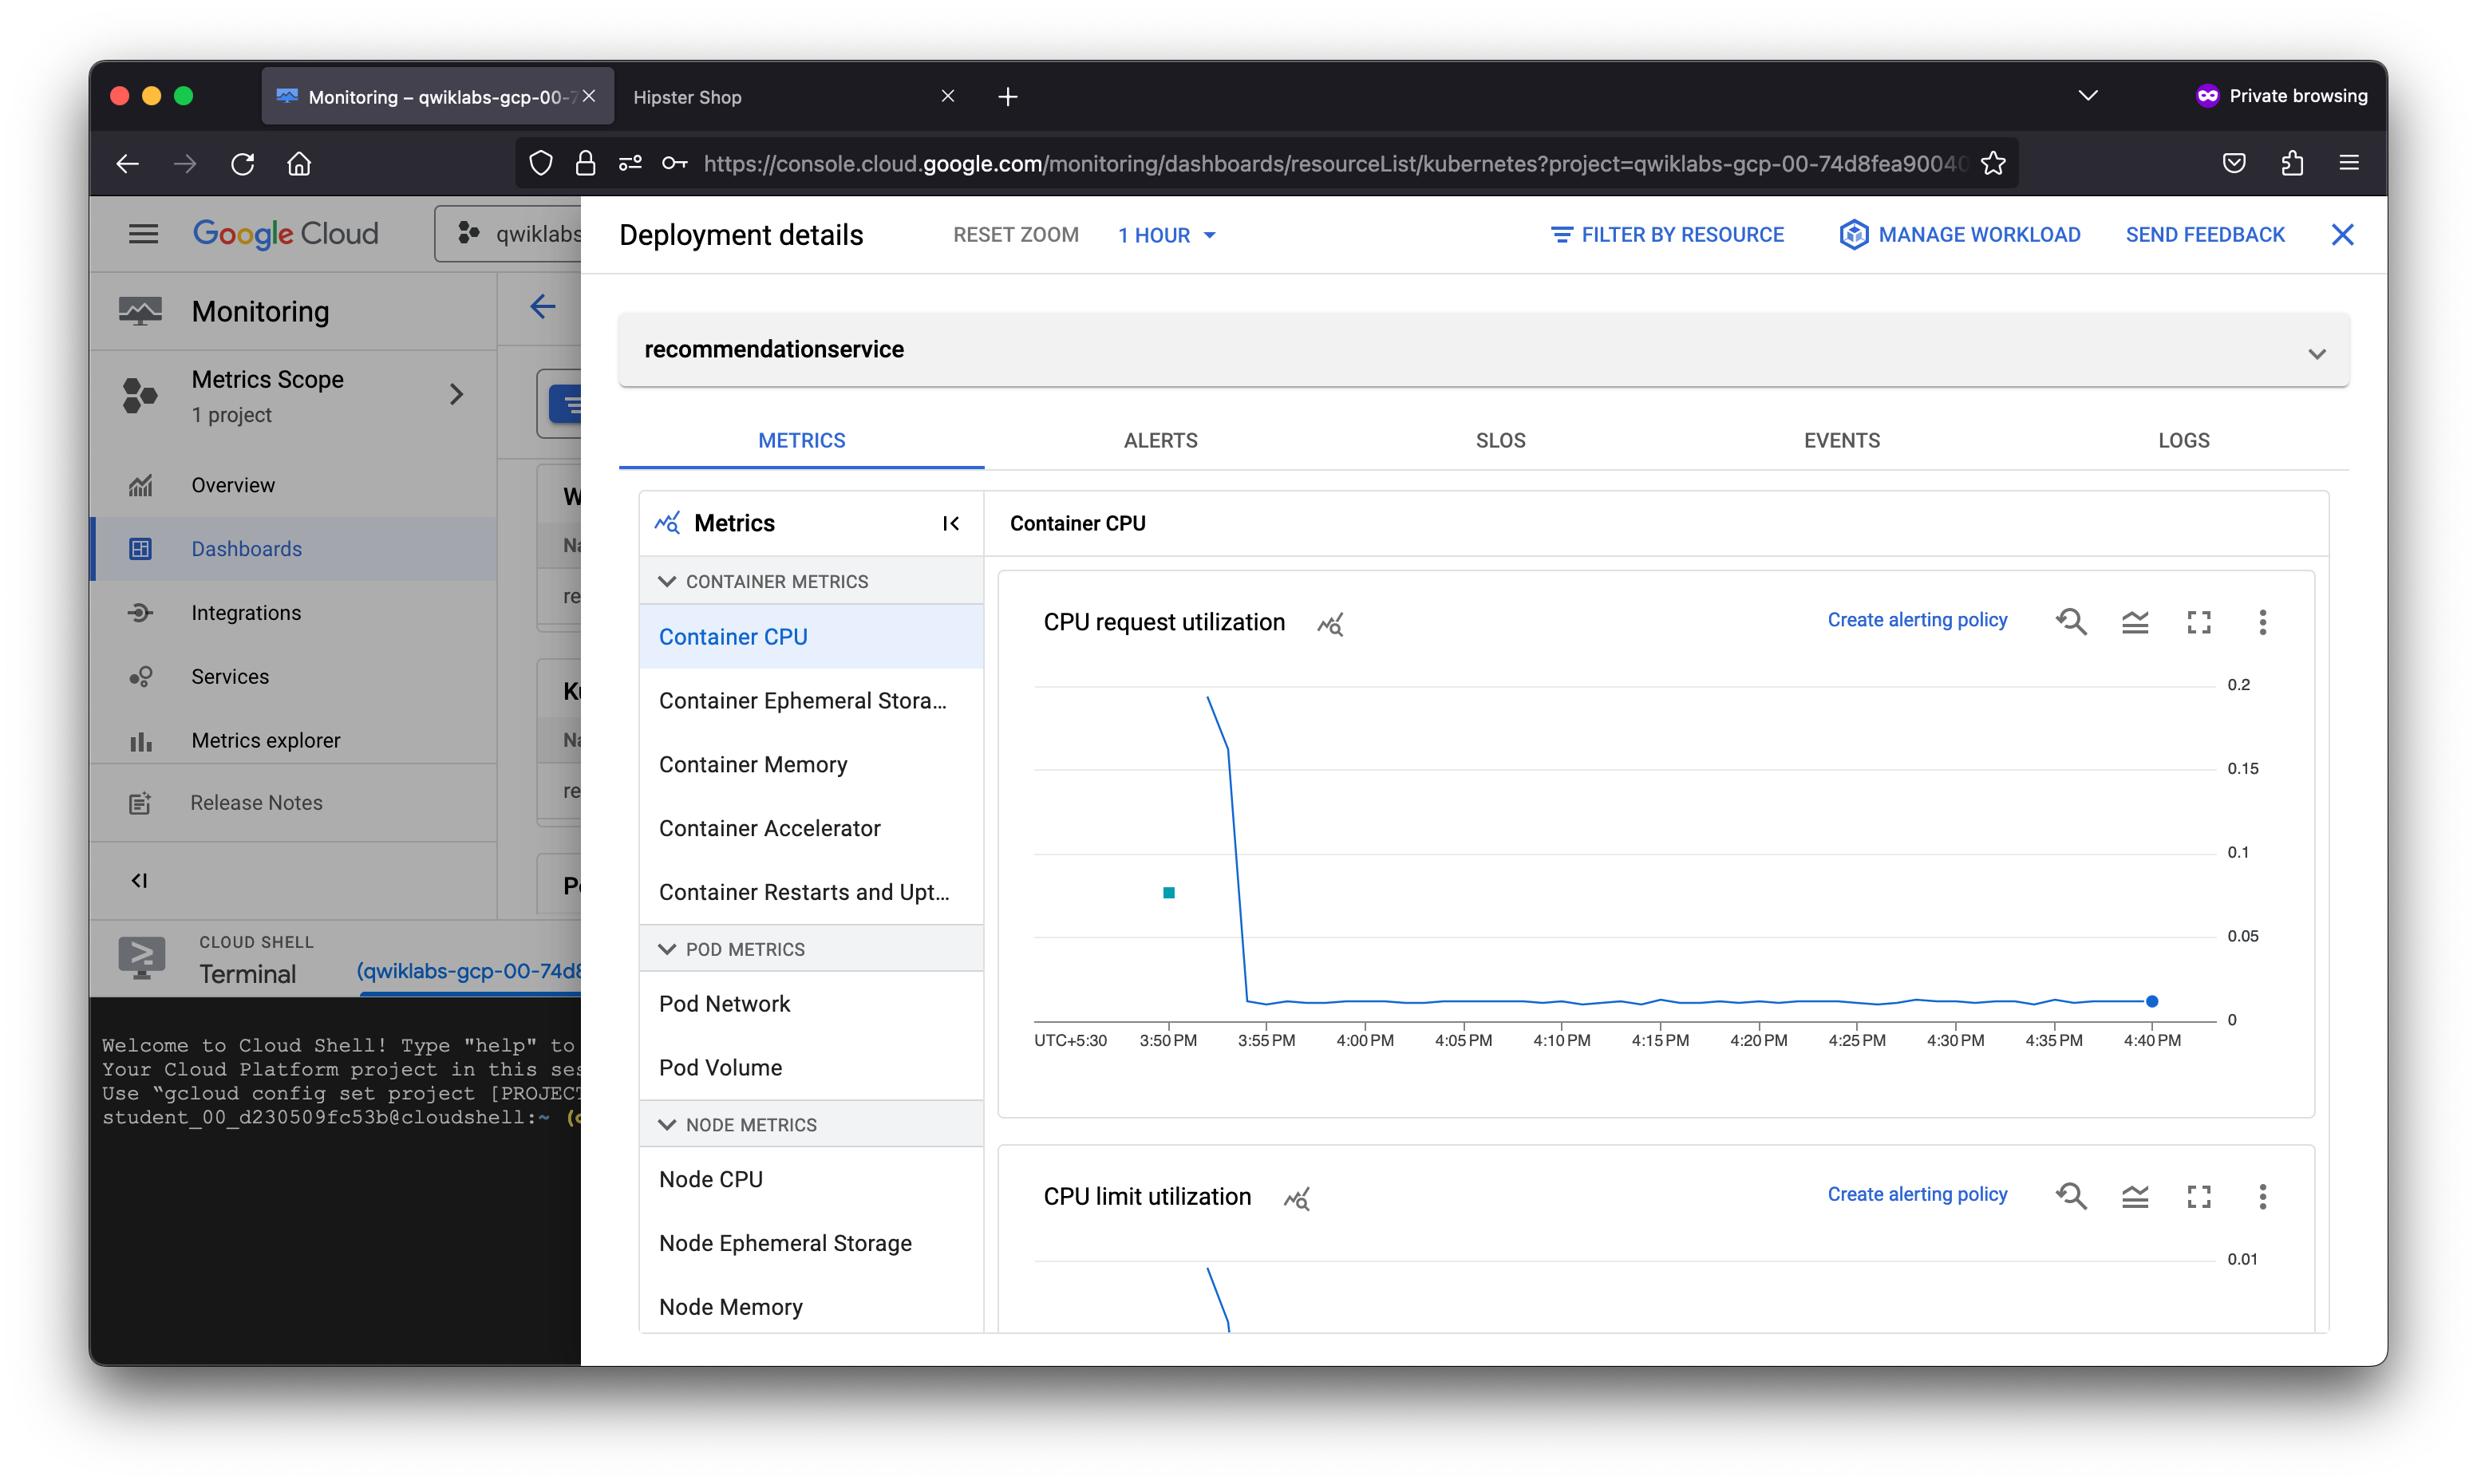 Monitoring – qwiklabs-gcp-00-7
Hipster Shop
Private browsing
https://console.cloud.google.com/monitoring/dashboards/resourceList/kubernetes?project=qwiklabs-gcp-00-74d8fea90040
Google Cloud
qwiklabs
Deployment details
RESET ZOOM
1 HOUR
FILTER BY RESOURCE
MANAGE WORKLOAD
SEND FEEDBACK
Monitoring
Metrics Scope
1 project
Overview
Dashboards
Integrations
Services
Metrics explorer
Release Notes
W
Na
re
Ku
Na
re
Po
recommendationservice
METRICS
ALERTS
SLOS
EVENTS
LOGS
Metrics
CONTAINER METRICS
Container CPU
Container Ephemeral Stora...
Container Memory
Container Accelerator
Container Restarts and Upt...
POD METRICS
Pod Network
Pod Volume
NODE METRICS
Node CPU
Node Ephemeral Storage
Node Memory
Container CPU
CPU request utilization
Create alerting policy
0.2
0.15
0.1
0.05
0
UTC+5:30
3:50 PM
3:55 PM
4:00 PM
4:05 PM
4:10 PM
4:15 PM
4:20 PM
4:25 PM
4:30 PM
4:35 PM
4:40 PM
CPU limit utilization
Create alerting policy
0.01
CLOUD SHELL
Terminal
(qwiklabs-gcp-00-74d8
Welcome to Cloud Shell! Type "help" to
Your Cloud Platform project in this ses
Use “gcloud config set project [PROJECT
student_00_d230509fc53b@cloudshell:~ (